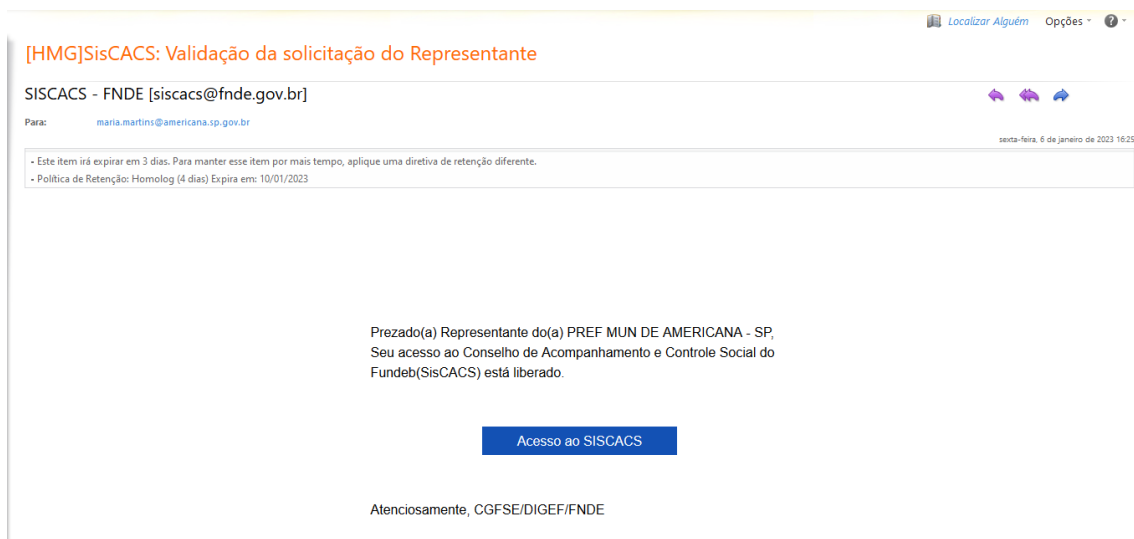 Localizar Alguém Opções
[HMG]SisCACS: Validação da solicitação do Representante
SISCACS - FNDE [siscacs@fnde.gov.br]
Para: maria.martins@americana.sp.gov.br
sexta-feira, 6 de janeiro de 2023 16:25
- Este item irá expirar em 3 dias. Para manter esse item por mais tempo, aplique uma diretiva de retenção diferente.
- Política de Retenção: Homolog (4 dias) Expira em: 10/01/2023
Prezado(a) Representante do(a) PREF MUN DE AMERICANA - SP,
Seu acesso ao Conselho de Acompanhamento e Controle Social do
Fundeb(SisCACS) está liberado.
Acesso ao SISCACS
Atenciosamente, CGFSE/DIGEF/FNDE